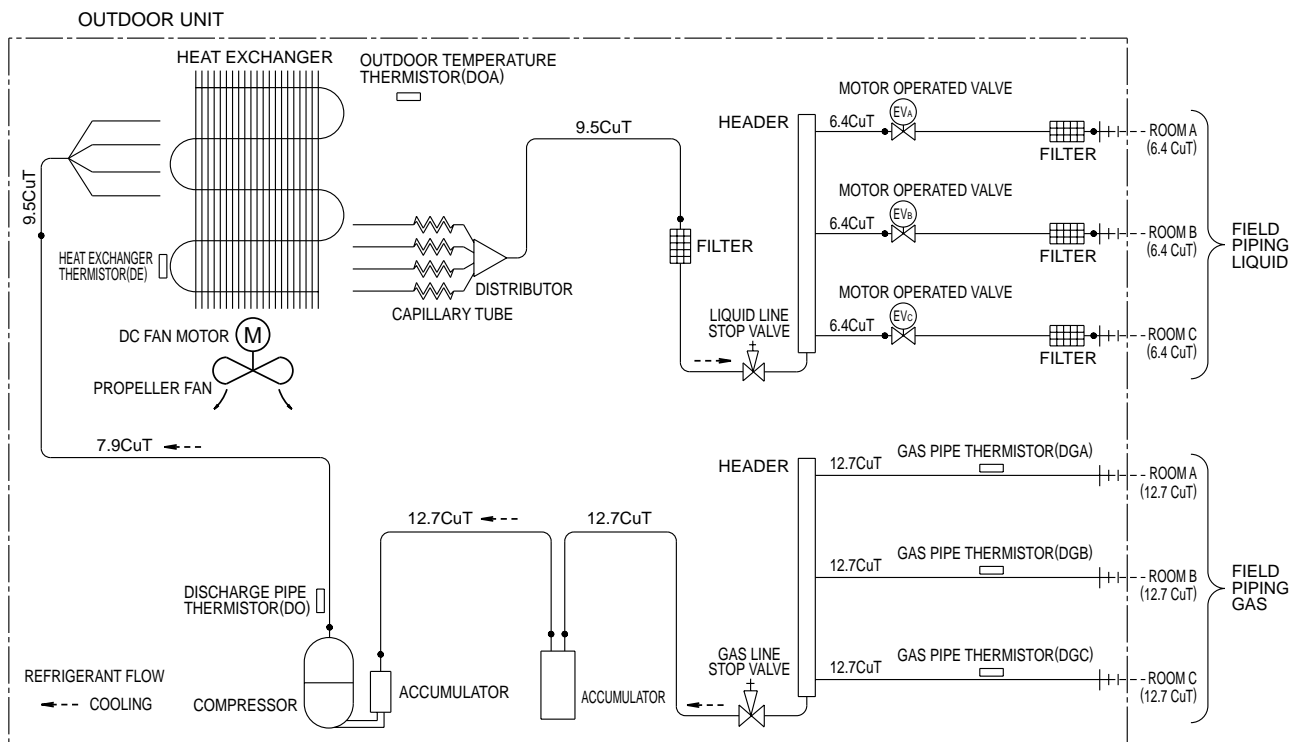 OUTDOOR UNIT
HEAT EXCHANGER
OUTDOOR TEMPERATURE
THERMISTOR(DOA)
9.5CuT
HEAT EXCHANGER
THERMISTOR(DE)
DC FAN MOTOR
M
PROPELLER FAN
CAPILLARY TUBE
DISTRIBUTOR
9.5CuT
FILTER
LIQUID LINE
STOP VALVE
HEADER
MOTOR OPERATED VALVE
6.4CuT
EVA
FILTER
ROOM A
(6.4 CuT)
MOTOR OPERATED VALVE
6.4CuT
EVB
FILTER
ROOM B
(6.4 CuT)
MOTOR OPERATED VALVE
6.4CuT
EVC
FILTER
ROOM C
(6.4 CuT)
FIELD
PIPING
LIQUID
7.9CuT
DISCHARGE PIPE
THERMISTOR(DO)
COMPRESSOR
ACCUMULATOR
12.7CuT
12.7CuT
ACCUMULATOR
GAS LINE
STOP VALVE
HEADER
12.7CuT
GAS PIPE THERMISTOR(DGA)
ROOM A
(12.7 CuT)
12.7CuT
GAS PIPE THERMISTOR(DGB)
ROOM B
(12.7 CuT)
12.7CuT
GAS PIPE THERMISTOR(DGC)
ROOM C
(12.7 CuT)
FIELD
PIPING
GAS
REFRIGERANT FLOW
COOLING